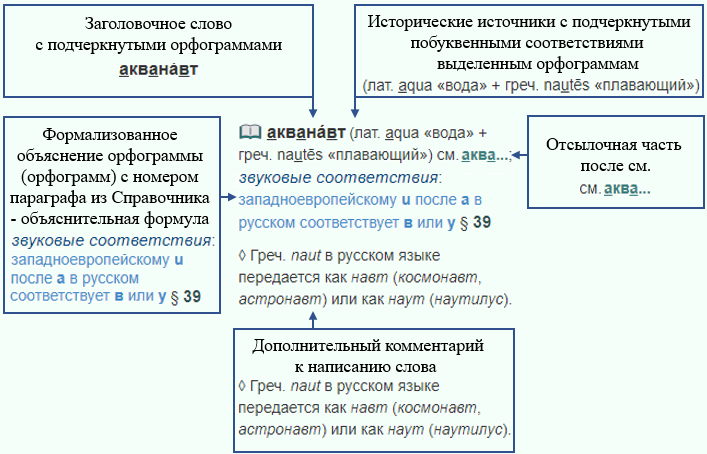 Заголовочное слово
с подчеркнутыми орфограммами
аквана́вт
Исторические источники с подчеркнутыми
побуквенными соответствиями
выделенным орфограммам
(лат. aqua «вода» + греч. nautēs «плавающий»)
Формализованное
объяснение орфограммы
(орфограмм) с номером
параграфа из Справочника
- объяснительная формула
звуковые соответствия:
западноевропейскому u
после а в русском
соответствует в или у § 39
аквана́вт (лат. aqua «вода» +
греч. nautēs «плавающий») см. аква...;
звуковые соответствия:
западноевропейскому u после а в
русском соответствует в или у § 39
◊ Греч. naut в русском языке
передается как навт (космонавт,
астронавт) или как наут (наутилус).
Отсылочная часть
после см.
см. аква...
Дополнительный комментарий
к написанию слова
◊ Греч. naut в русском языке
передается как навт (космонавт,
астронавт) или как наут (наутилус).